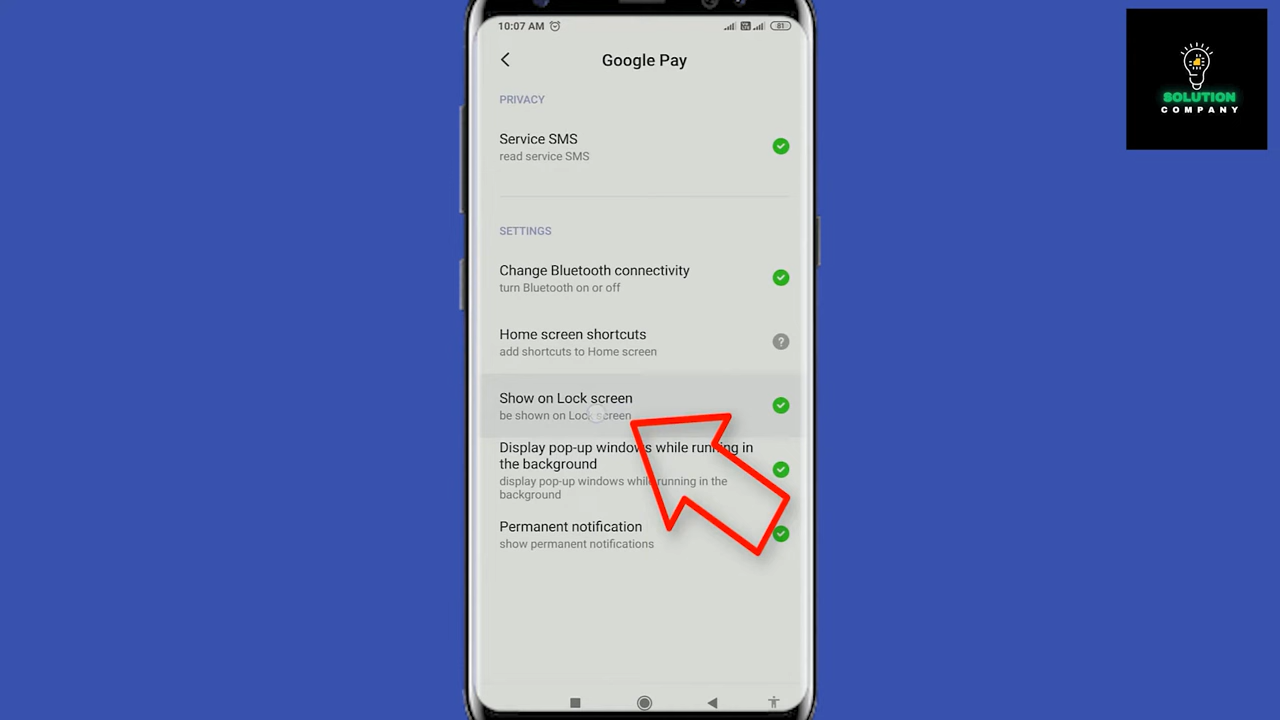 10:07 AM
81
Google Pay
PRIVACY
Service SMS
read service SMS
SETTINGS
Change Bluetooth connectivity
turn Bluetooth on or off
Home screen shortcuts
add shortcuts to Home screen
?
Show on Lock screen
be shown on Lock screen
Display pop-up windows while running in
the background
display pop-up windows while running in the
background
Permanent notification
show permanent notifications
SOLUTION
COMPANY